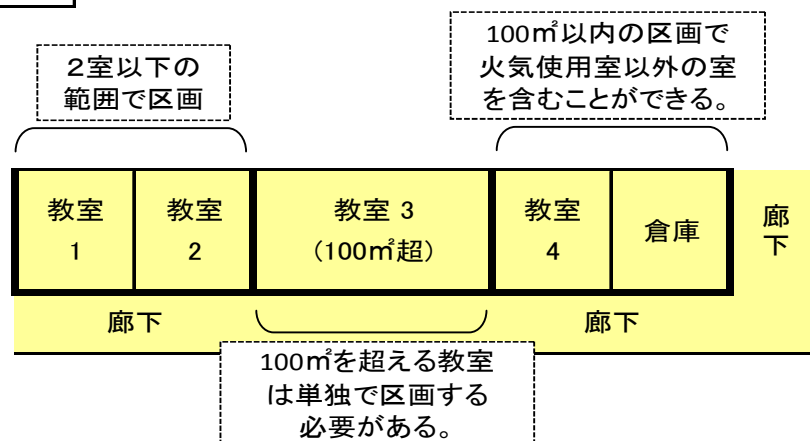 2室以下の
範囲で区画
100㎡以内の区画で
火気使用室以外の室
を含むことができる。
教室
1
教室
2
教室 3
(100㎡超)
教室
4
倉庫
廊
下
廊下
廊下
100㎡を超える教室
は単独で区画する
必要がある。